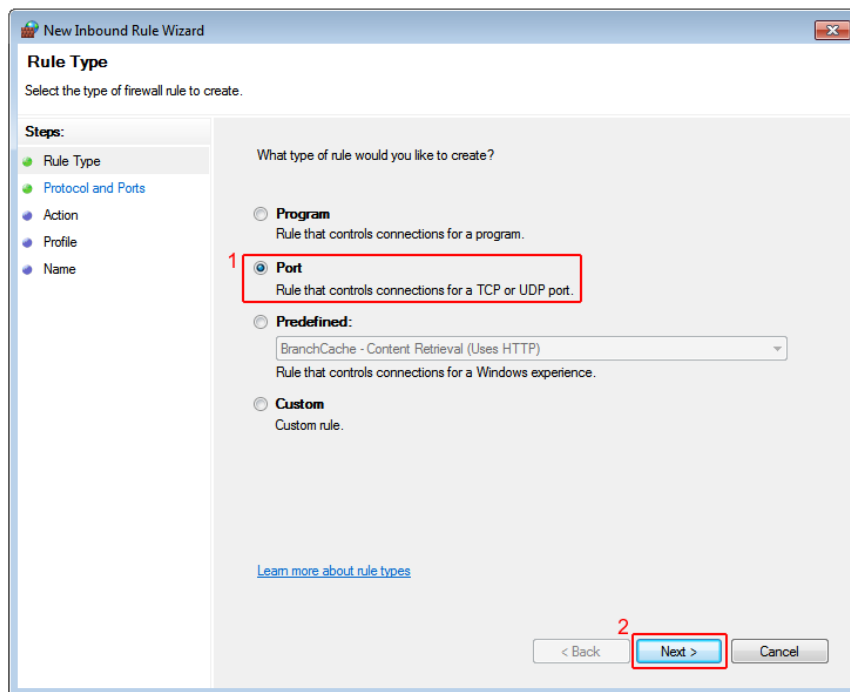 New Inbound Rule Wizard
Rule Type
Select the type of firewall rule to create.
Steps:
Rule Type
Protocol and Ports
Action
Profile
Name
What type of rule would you like to create?
Program
Rule that controls connections for a program.
1
Port
Rule that controls connections for a TCP or UDP port.
Predefined:
BranchCache - Content Retrieval (Uses HTTP)
Rule that controls connections for a Windows experience.
Custom
Custom rule.
Learn more about rule types
2
< Back Next > Cancel